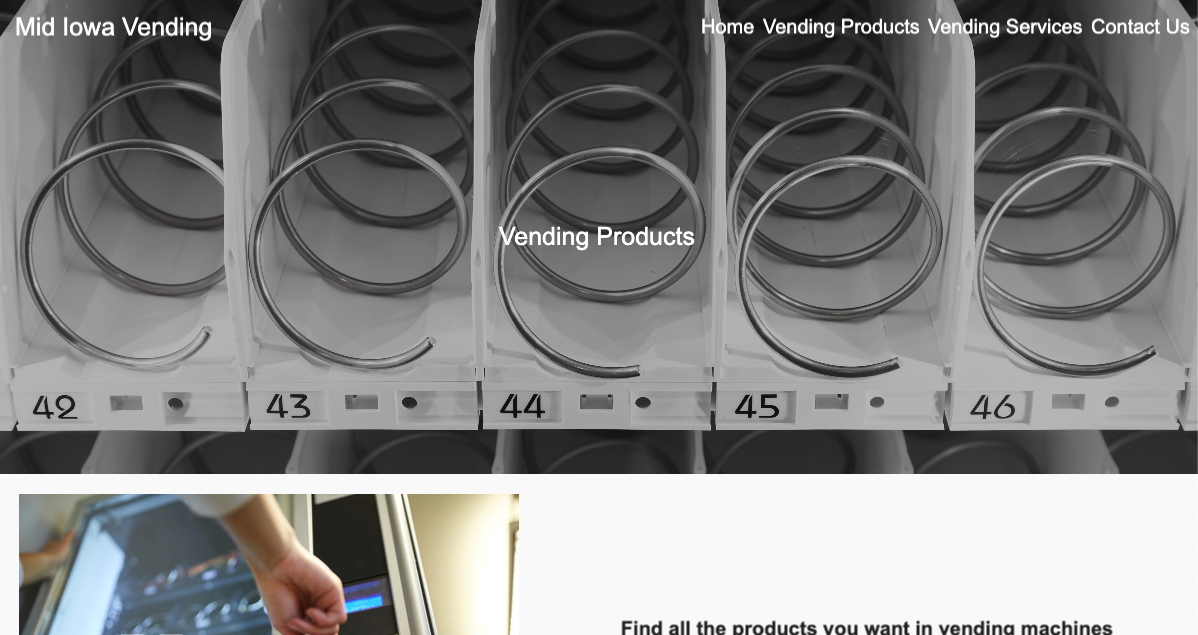 Mid Iowa Vending
Home Vending Products Vending Services Contact Us
Vending Products
42 43 44 45 46
Find all the products you want in vending machines